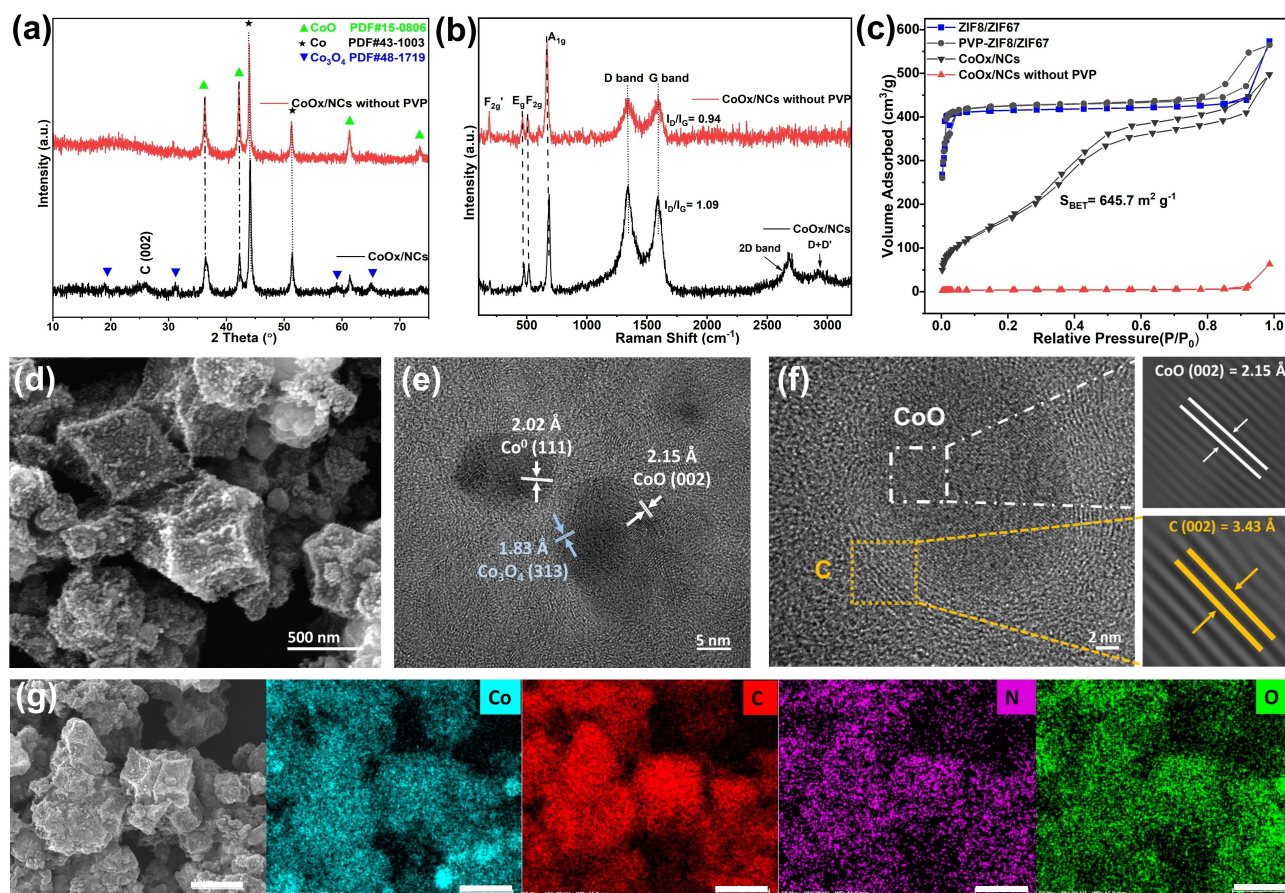 (a)
CoO PDF#15-0806
Co PDF#43-1003
Co3O4 PDF#48-1719
CoOx/NCs without PVP
C (002)
CoOx/NCs
Intensity (a.u.)
10 20 30 40 50 60 70
2 Theta (°)
(b)
A1g
F2g' Eg F2g
D band G band
CoOx/NCs without PVP
ID/IG= 0.94
ID/IG= 1.09
CoOx/NCs
2D band
D+D'
Intensity (a.u.)
500 1000 1500 2000 2500 3000
Raman Shift (cm-1)
(c)
ZIF8/ZIF67
PVP-ZIF8/ZIF67
CoOx/NCs
CoOx/NCs without PVP
SBET= 645.7 m2 g-1
Volume Adsorbed (cm3/g)
600
500
400
300
200
100
0
0.0 0.2 0.4 0.6 0.8 1.0
Relative Pressure(P/P0)
(d)
500 nm
(e)
2.02 Å
Co0 (111)
2.15 Å
CoO (002)
1.83 Å
Co3O4 (313)
5 nm
(f)
CoO
C
2 nm
CoO (002) = 2.15 Å
C (002) = 3.43 Å
(g)
Co
C
N
O